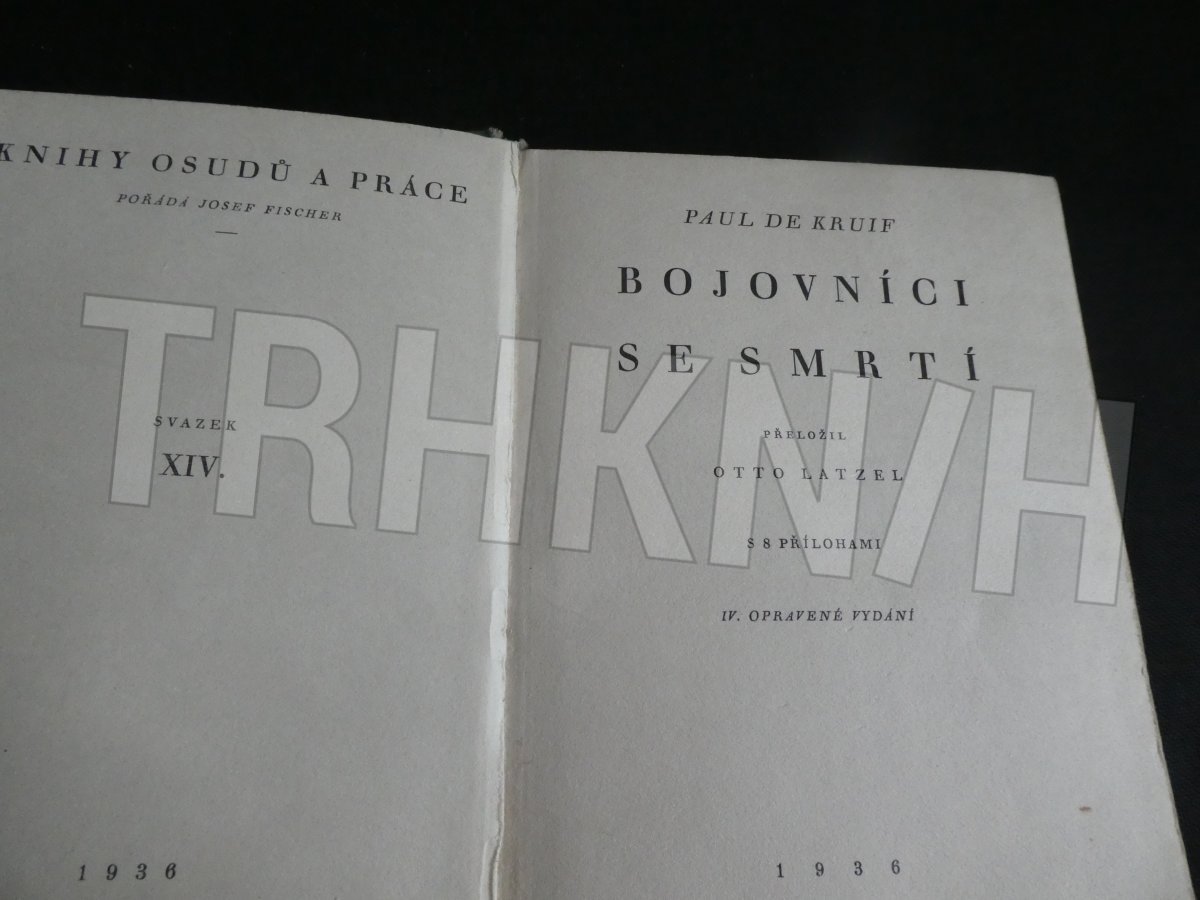 KNIHY OSUDŮ A PRÁCE
POŘÁDÁ JOSEF FISCHER
SVAZEK
XIV.
1936
PAUL DE KRUIF
BOJOVNÍCI
SE SMRTÍ
PŘELOŽIL
OTTO LATZEL
S 8 PŘÍLOHAMI
IV. OPRAVENÉ VYDÁNÍ
1936
TRHKNIH